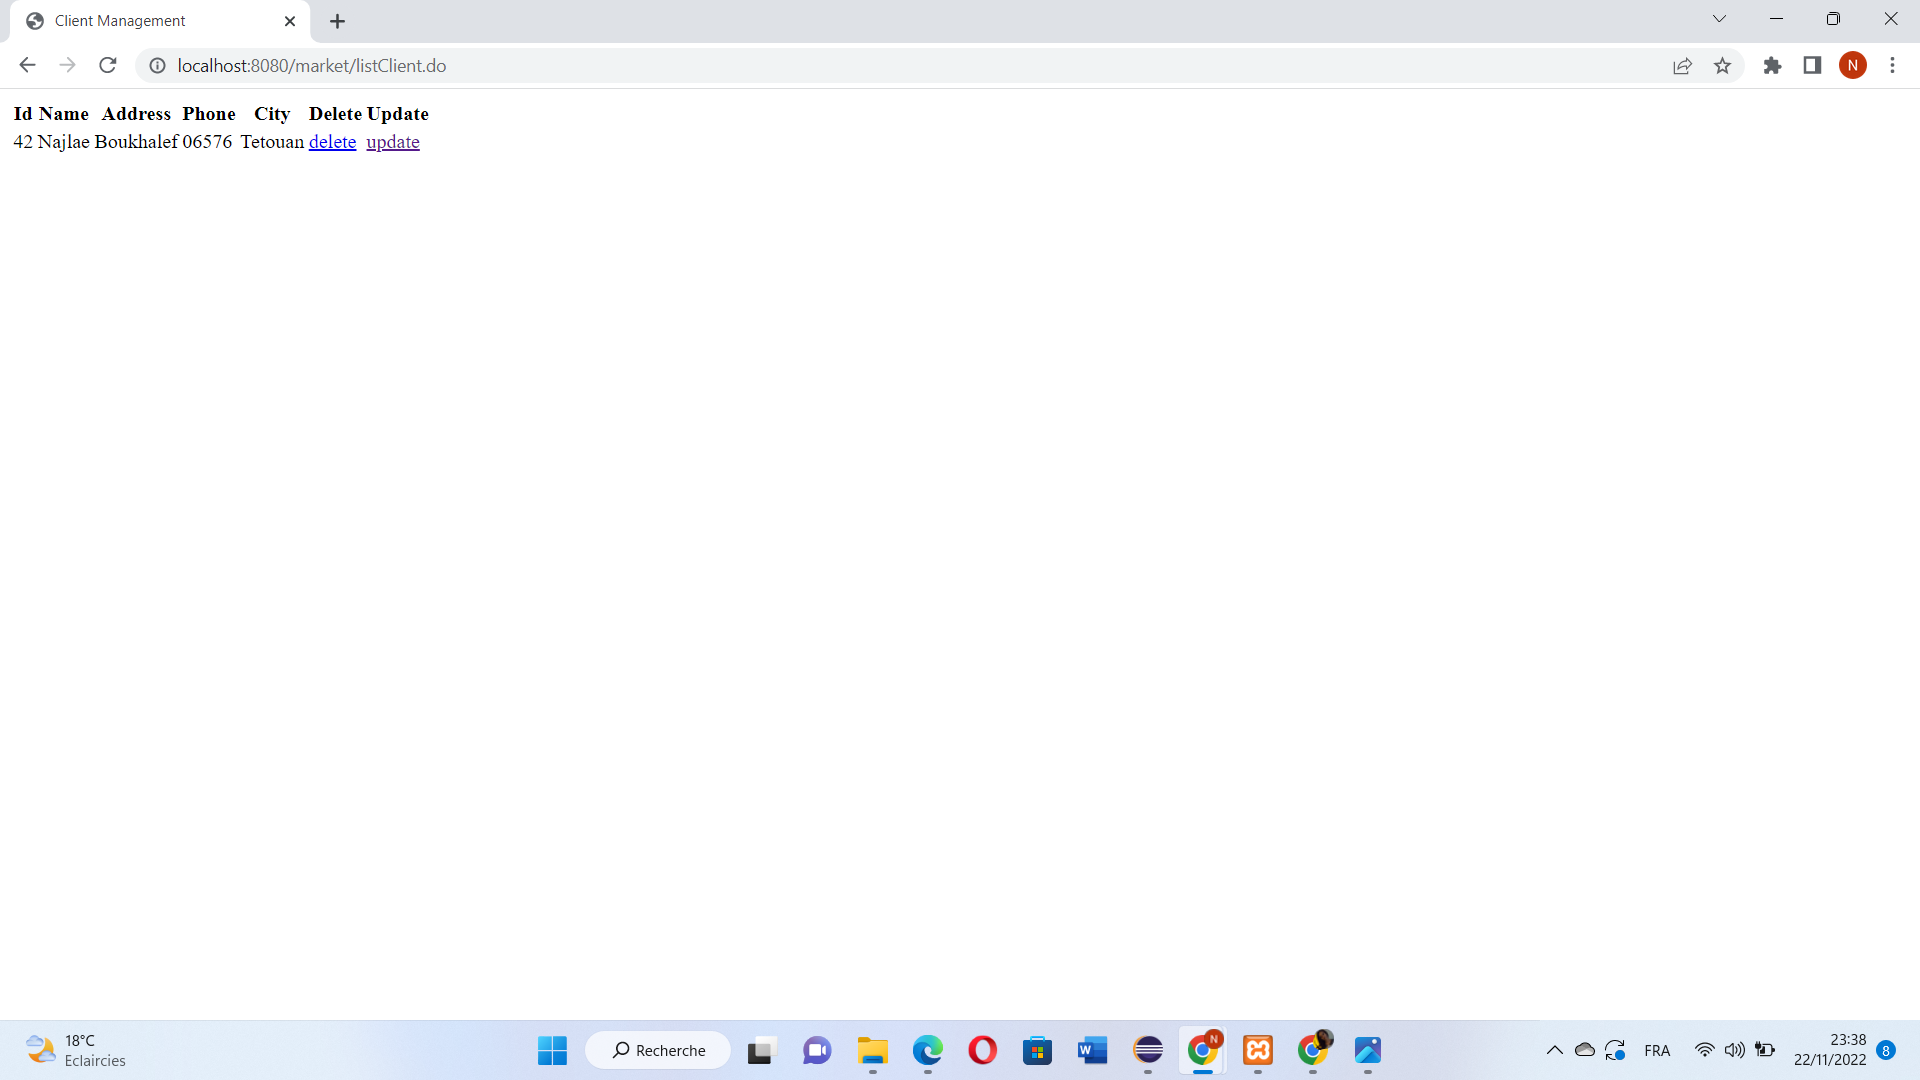 Client Management
localhost:8080/market/listClient.do
N
Id Name Address Phone City Delete Update
42 Najlae Boukhalef 06576 Tetouan delete update
18°C
Eclaircies
Recherche
W
N
FRA
23:38
22/11/2022
8